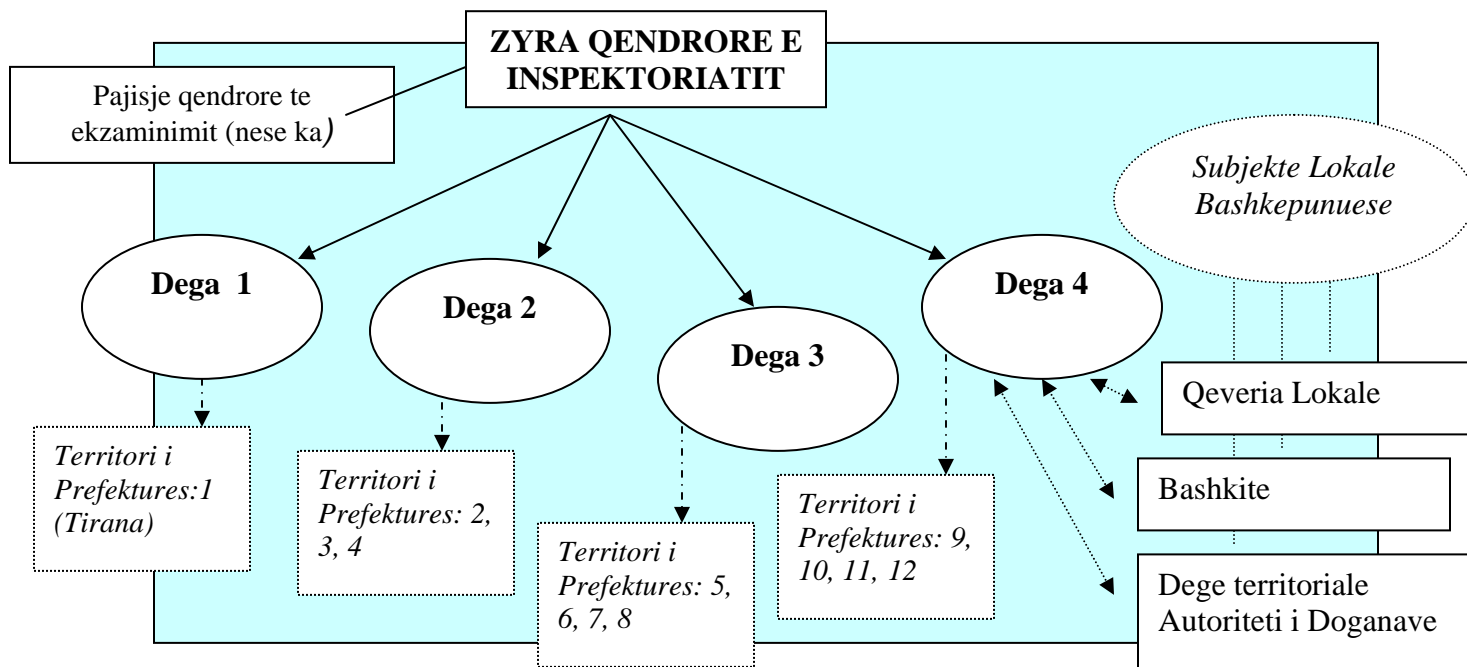 ZYRA QENDRORE E
INSPEKTORIATIT
Pajisje qendrore te
ekzaminimit (nese ka)
Subjekte Lokale
Bashkepunuese
Dega 1
Dega 2
Dega 3
Dega 4
Qeveria Lokale
Territori i
Prefektures:1
(Tirana)
Territori i
Prefektures: 2,
3, 4
Territori i
Prefektures: 5,
6, 7, 8
Territori i
Prefektures: 9,
10, 11, 12
Bashkite
Dege territoriale
Autoriteti i Doganave